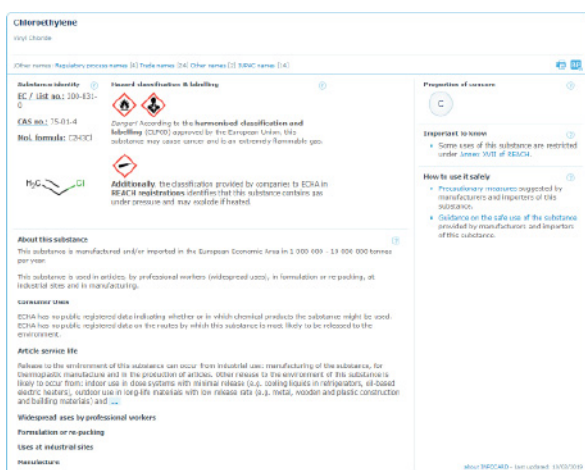 Chloroethylene
Vinyl Chloride
Other names: Regulatory process names [6] Trade names [24] Other names [2] IUPAC names [14]
Substance identity
EC / List no.: 200-831-
0
CAS no.: 75-01-4
Mol. formula: C2H3Cl
H₂C
Cl
Hazard classification & labelling
Danger! According to the harmonised classification and
labelling (CLP00) approved by the European Union, this
substance may cause cancer and is an extremely flammable gas.
Additionally, the classification provided by companies to ECHA in
REACH registrations identifies that this substance contains gas
under pressure and may explode if heated.
Properties of concern
C
Important to know
Some uses of this substance are restricted
under Annex XVII of REACH.
How to use it safely
Precautionary measures suggested by
manufacturers and importers of this
substance.
Guidance on the safe use of the substance
provided by manufacturers and importers
of this substance.
About this substance
This substance is manufactured and/or imported in the European Economic Area in 1 000 000 - 10 000 000 tonnes
per year.
This substance is used in articles, by professional workers (widespread uses), in formulation or re-packing, at
industrial sites and in manufacturing.
Consumer Uses
ECHA has no public registered data indicating whether or in which chemical products the substance might be used.
ECHA has no public registered data on the routes by which this substance is most likely to be released to the
environment.
Article service life
Release to the environment of this substance can occur from industrial use: manufacturing of the substance, for
thermoplastic manufacture and in the production of articles. Other release to the environment of this substance is
likely to occur from: indoor use in close systems with minimal release (e.g. cooling liquids in refrigerators, oil-based
electric heaters), outdoor use in long-life materials with low release rate (e.g. metal, wooden and plastic construction
and building materials) and ...
Widespread uses by professional workers
Formulation or re-packing
Uses at industrial sites
Manufacture
about INFOCARD - Last updated: